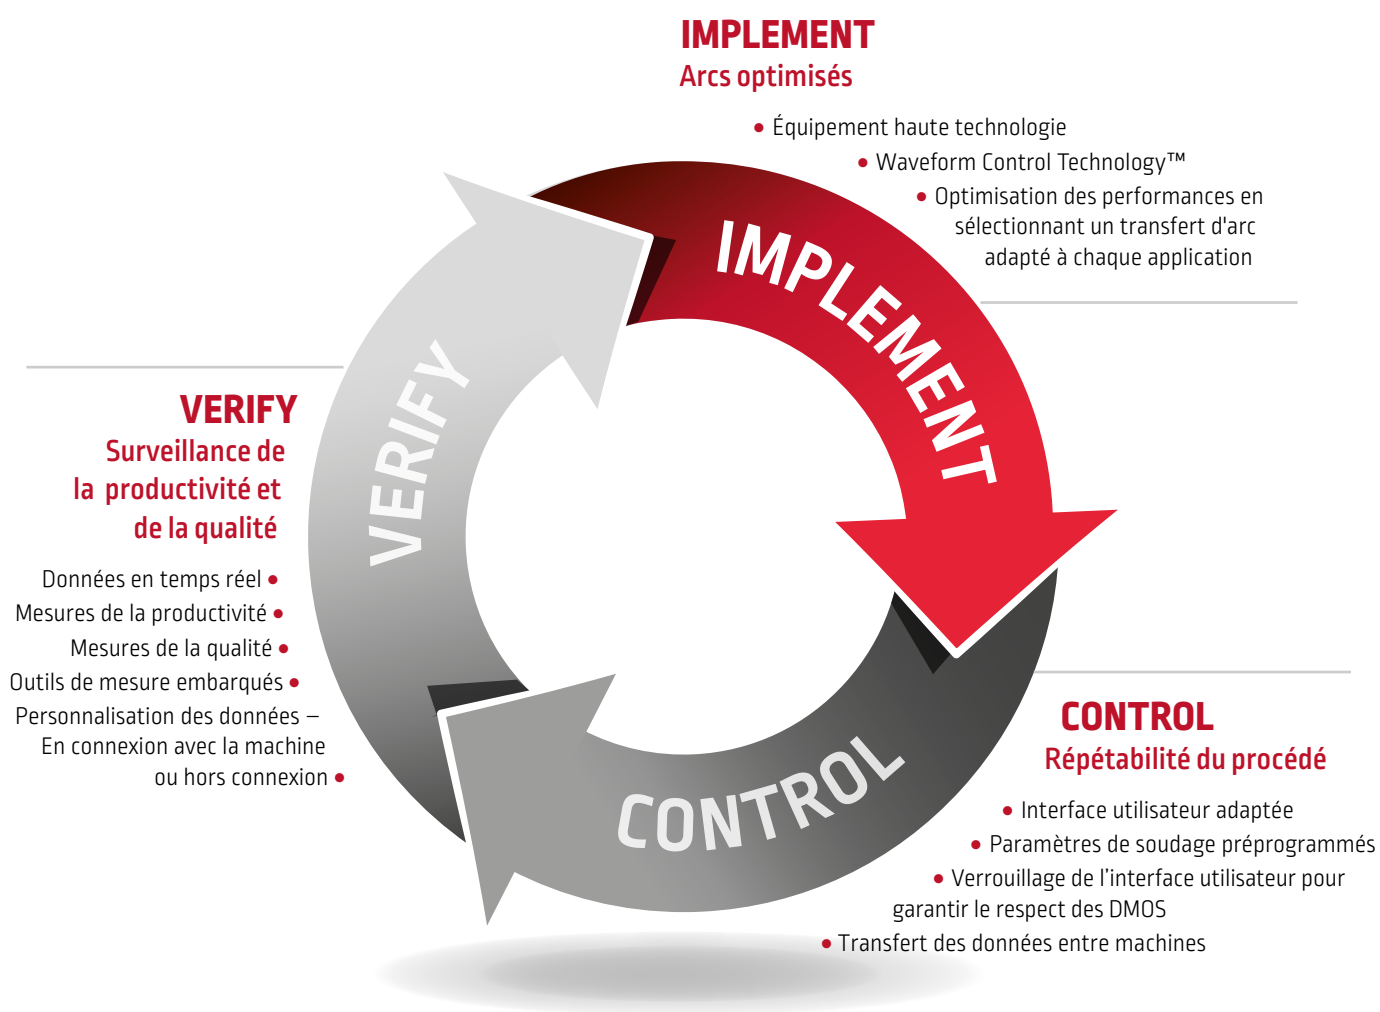 IMPLEMENT
Arcs optimisés
• Équipement haute technologie
• Waveform Control Technology™
• Optimisation des performances en
sélectionnant un transfert d'arc
adapté à chaque application
IMPLEMENT
VERIFY
VERIFY
Surveillance de
la productivité et
de la qualité
Données en temps réel •
Mesures de la productivité •
Mesures de la qualité •
Outils de mesure embarqués •
Personnalisation des données –
En connexion avec la machine
ou hors connexion •
CONTROL
CONTROL
Répétabilité du procédé
• Interface utilisateur adaptée
• Paramètres de soudage préprogrammés
• Verrouillage de l’interface utilisateur pour
garantir le respect des DMOS
• Transfert des données entre machines